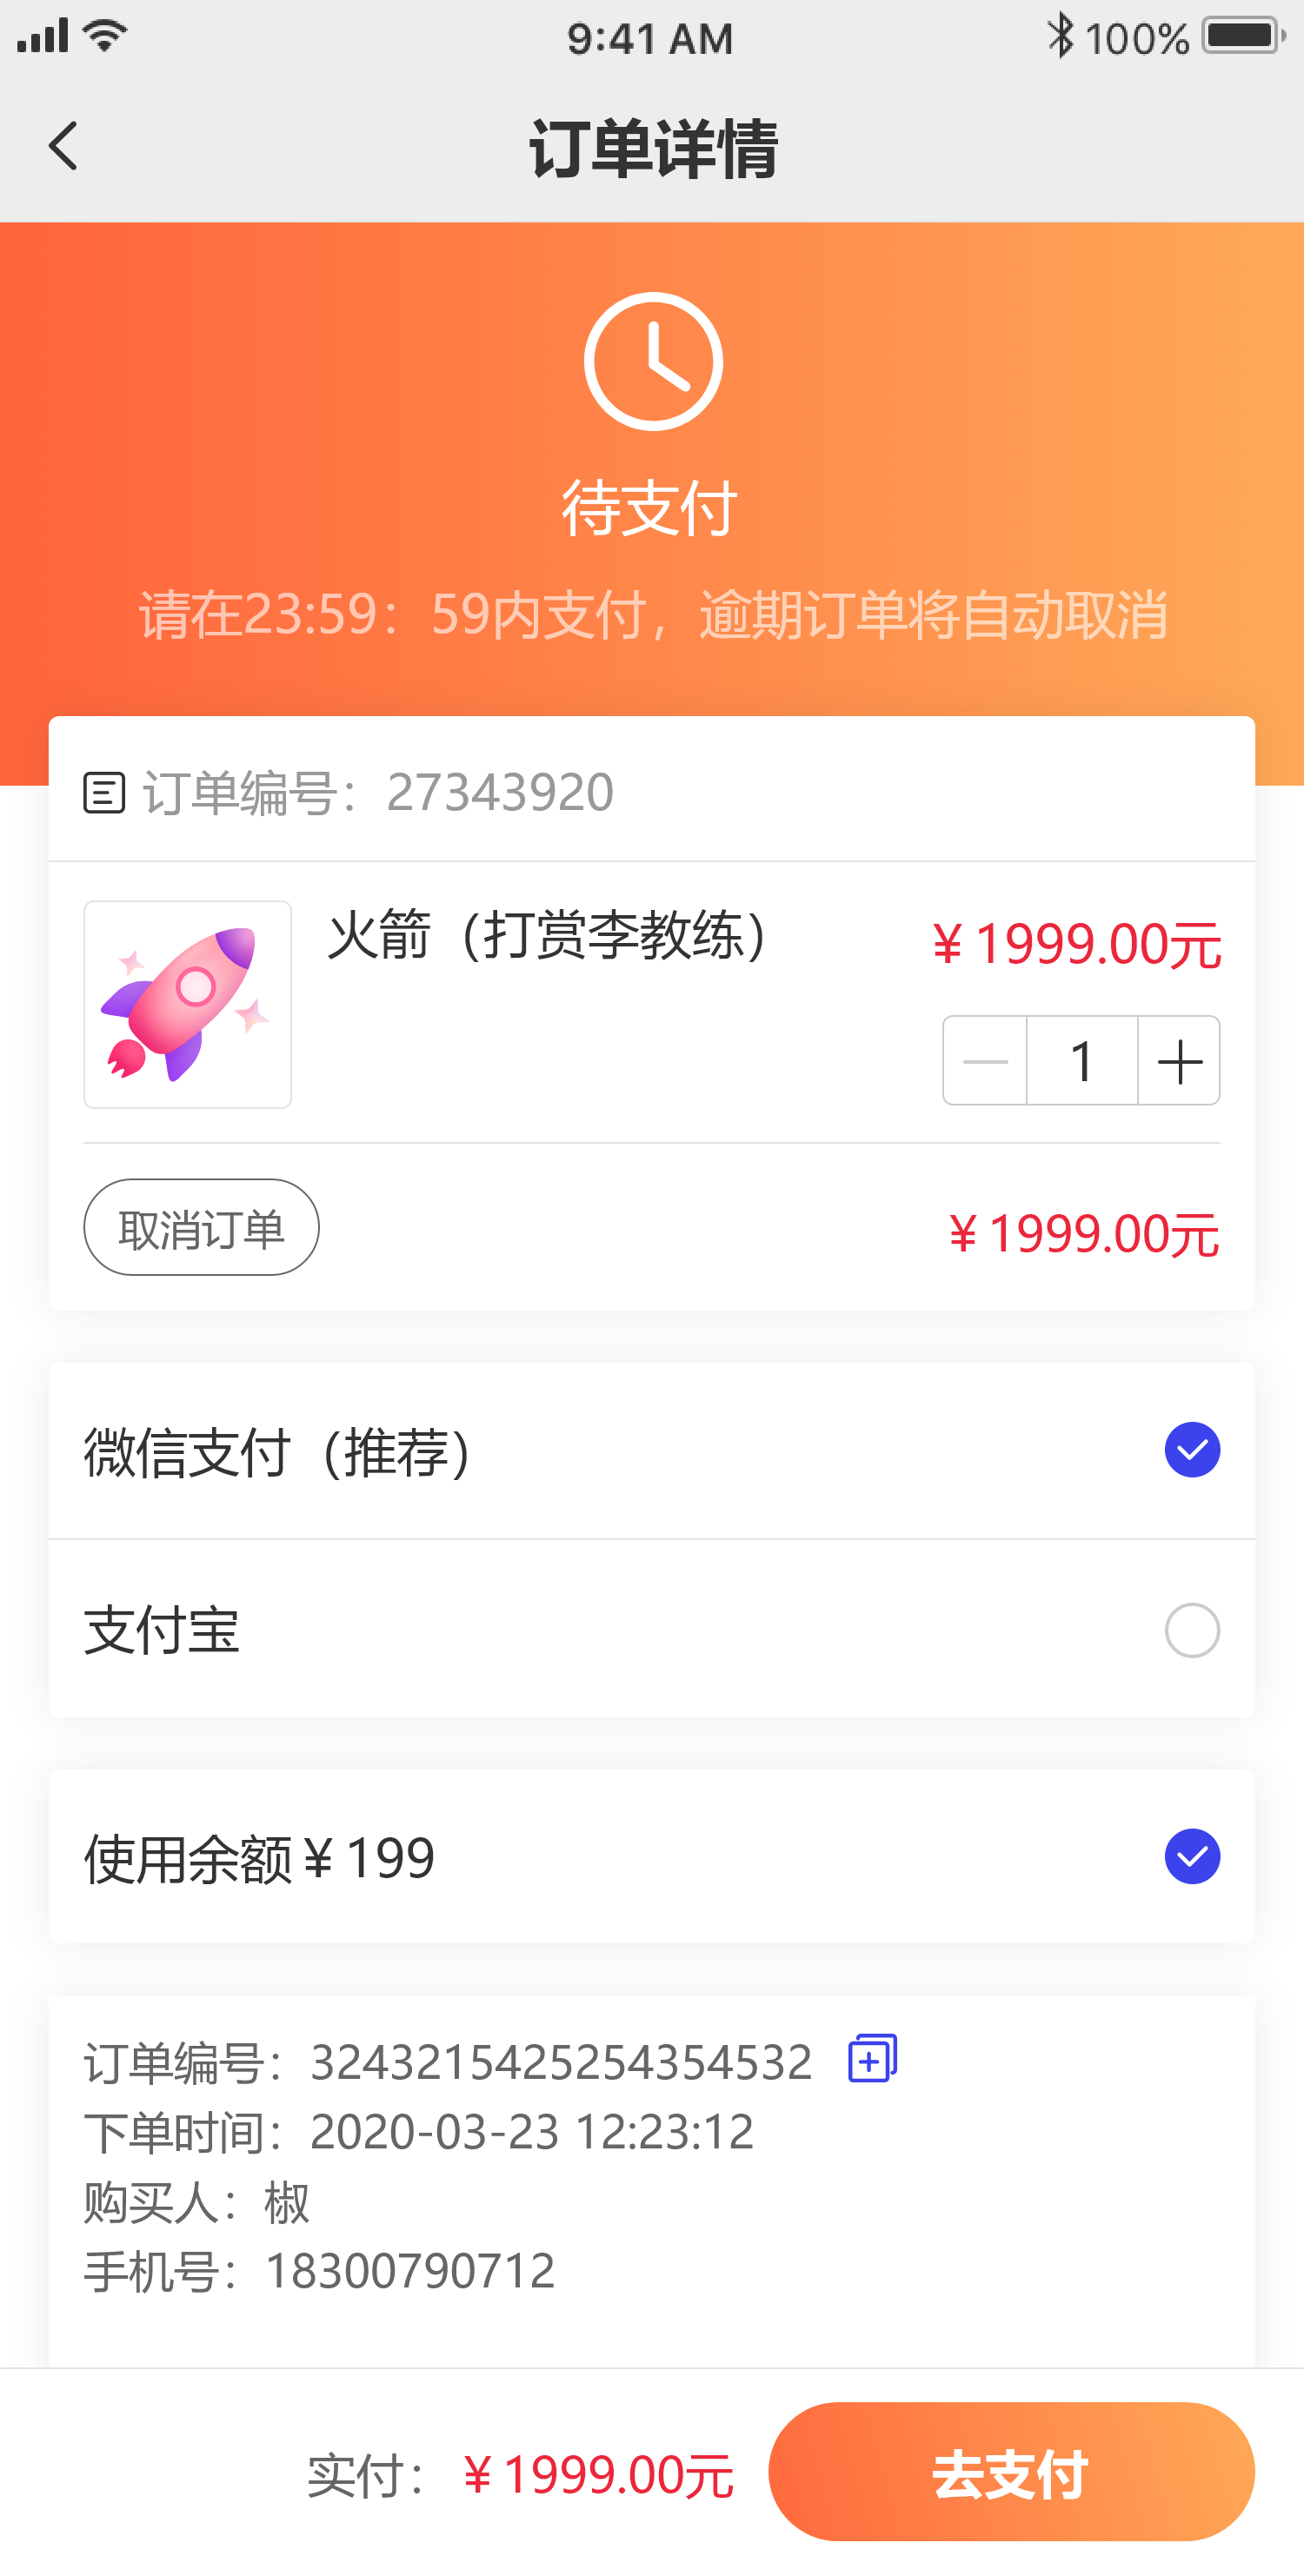 9:41 AM
100%
订单详情
待支付
请在23:59：59内支付，逾期订单将自动取消
订单编号：27343920
火箭（打赏李教练）
¥1999.00元
1
取消订单
¥1999.00元
微信支付（推荐）
支付宝
使用余额¥199
订单编号：3243215425254354532
下单时间：2020-03-23 12:23:12
购买人：椒
手机号：18300790712
实付：¥1999.00元
去支付